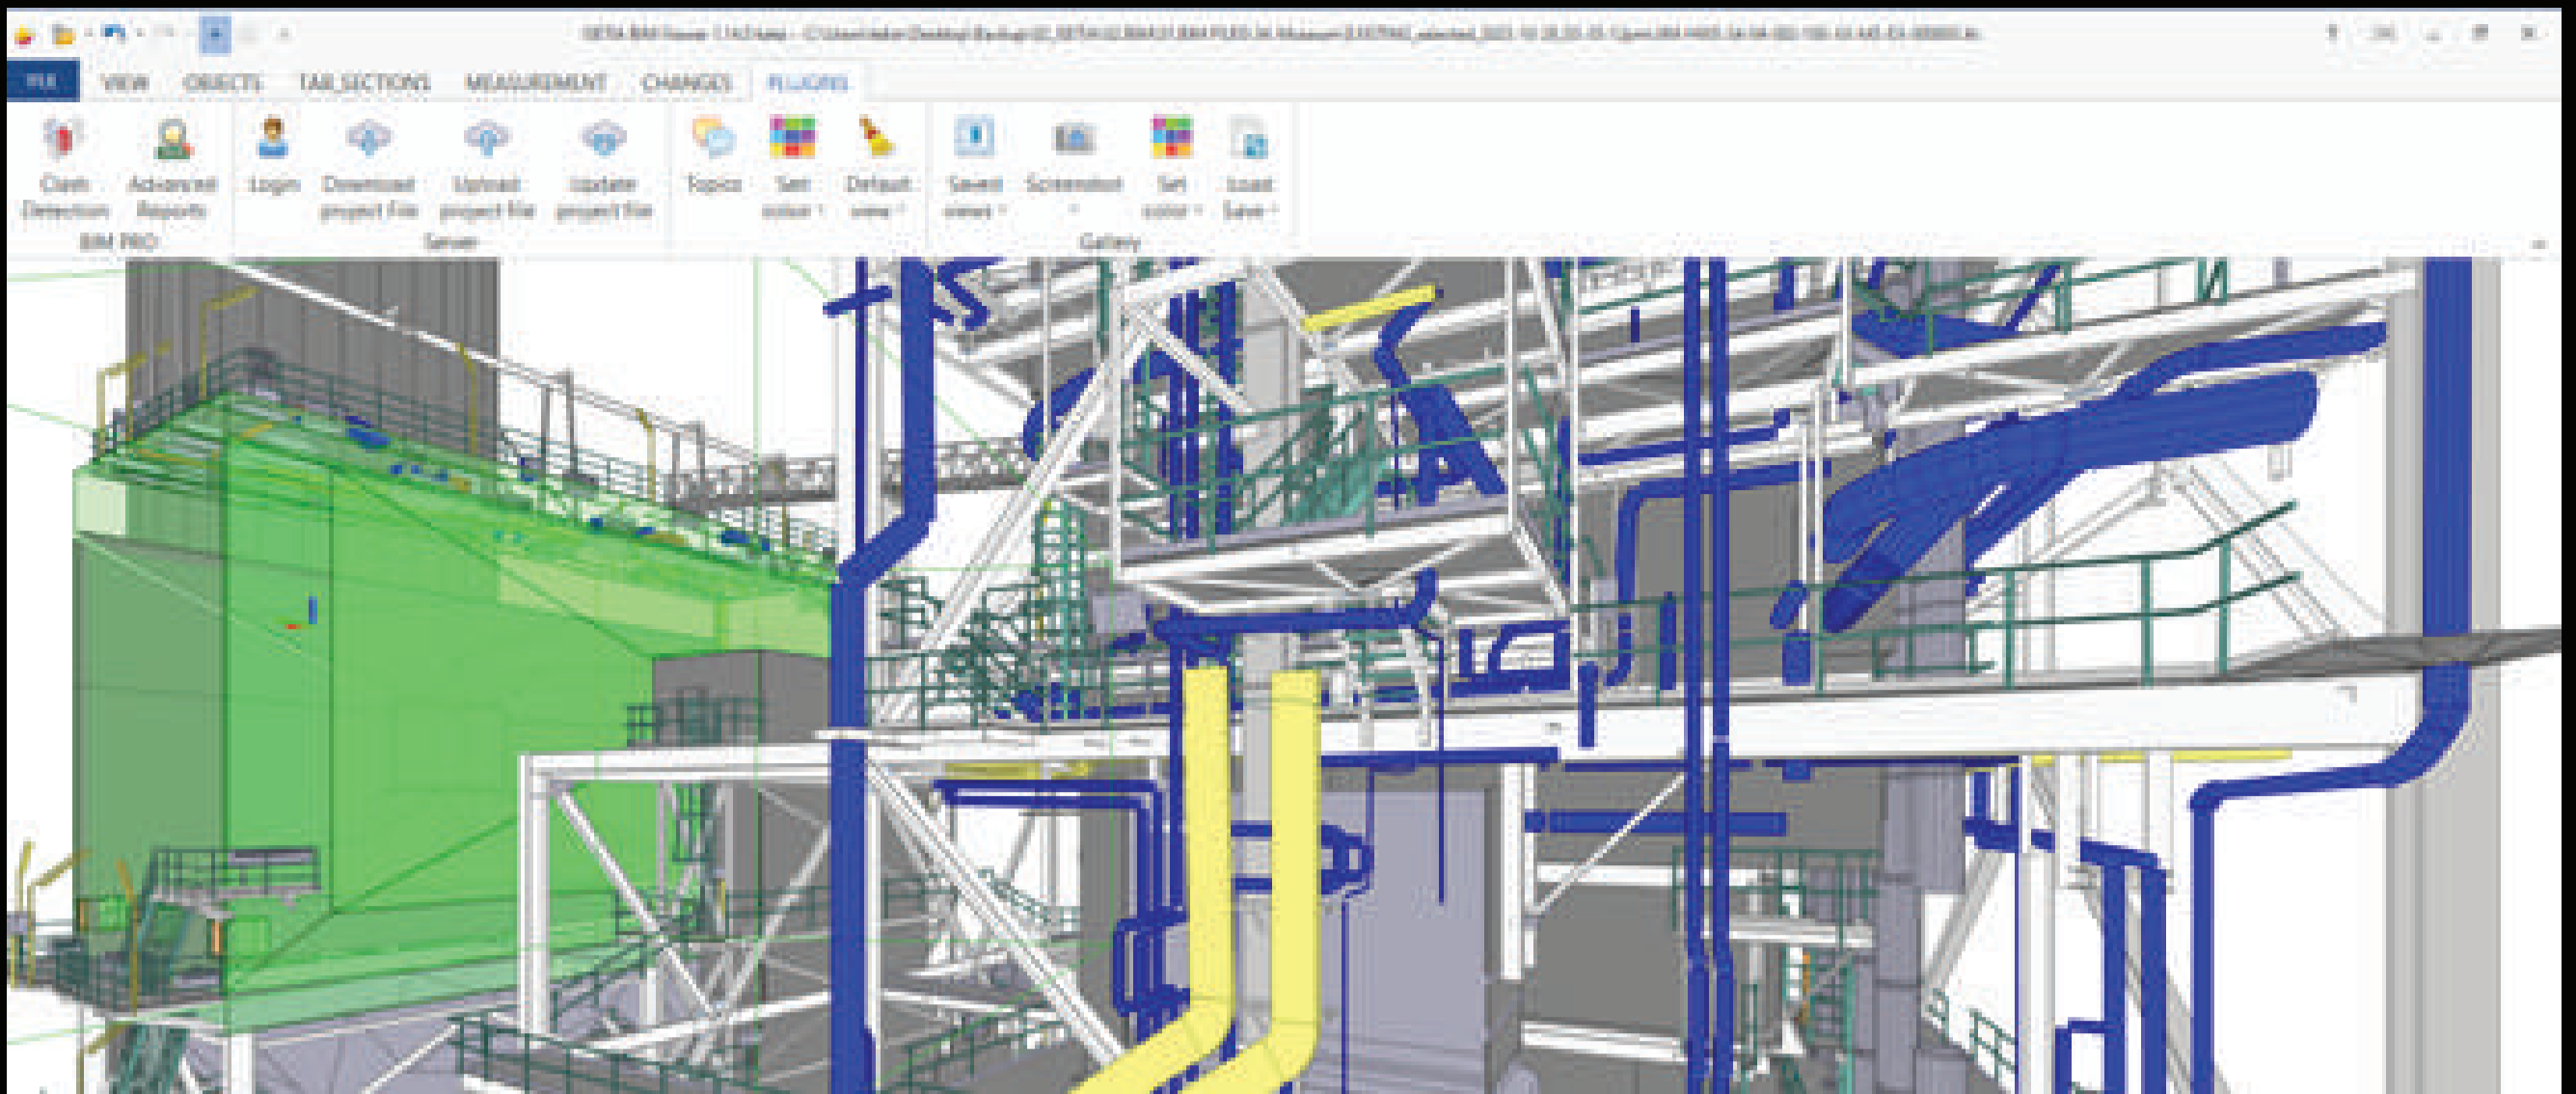 FILE VIEW OBJECTS TAIL_SECTIONS MEASUREMENT CHANGES PLUGINS
Clash Detection
Advanced Reports
Login
Download project file
Upload project file
Update project file
Topics
Set color
Default view
Saved views
Screenshot
Set color
Load Save
BIM PRO
Server
Gallery